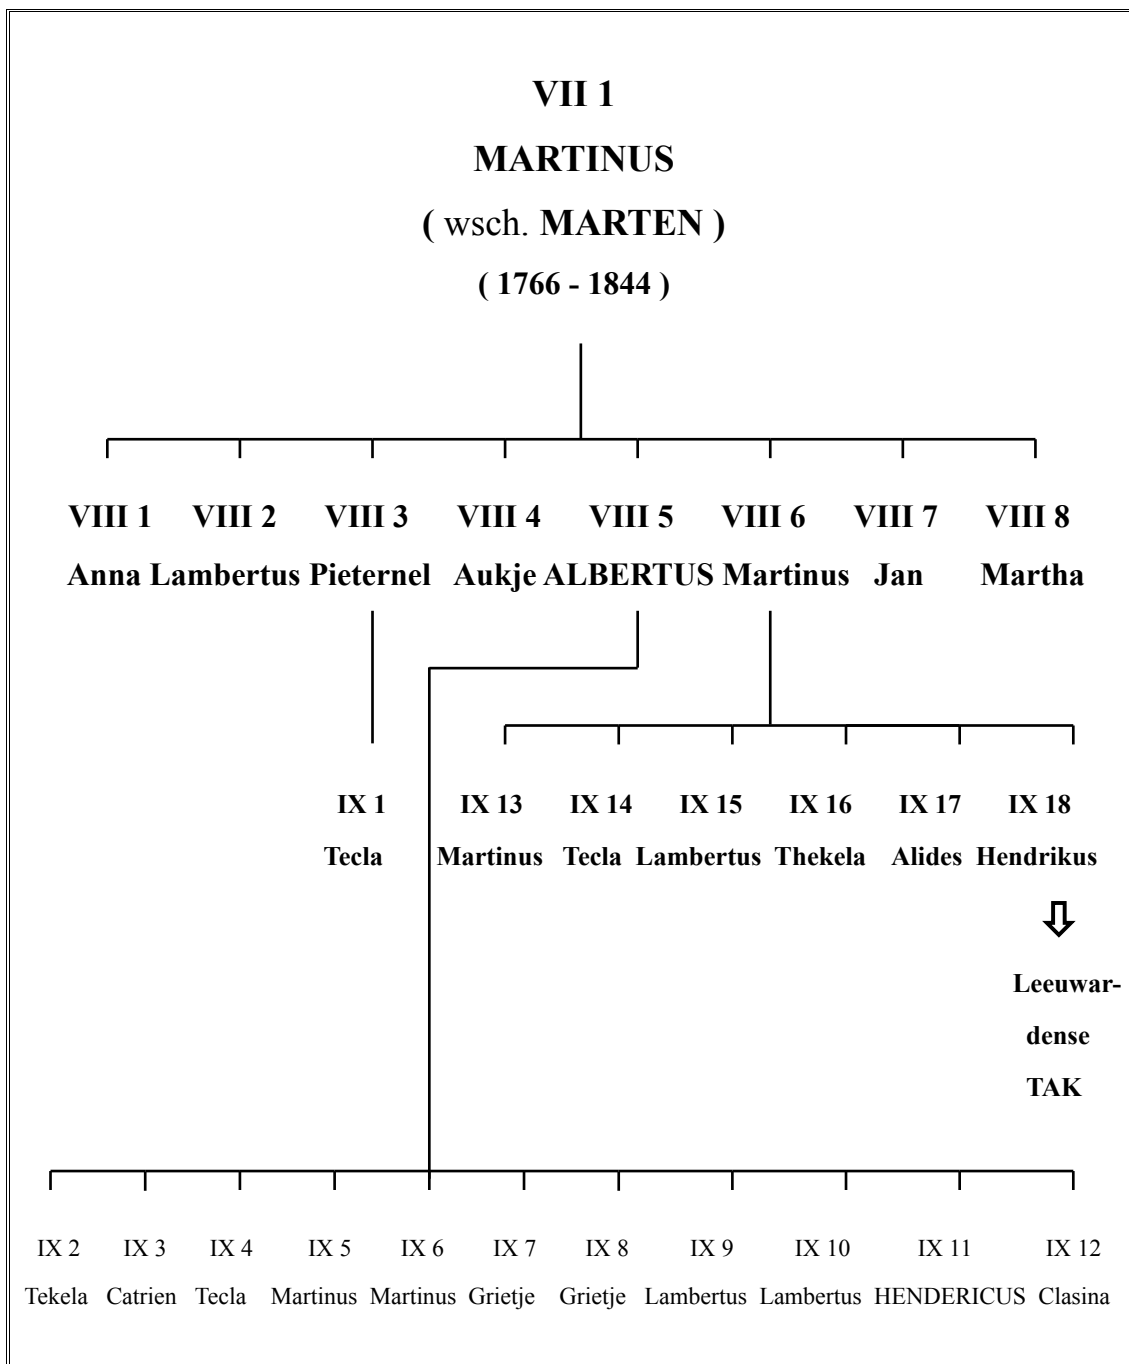 VII 1
MARTINUS
( wsch. MARTEN )
( 1766 - 1844 )
VIII 1 VIII 2 VIII 3 VIII 4 VIII 5 VIII 6 VIII 7 VIII 8
Anna Lambertus Pieternel Aukje ALBERTUS Martinus Jan Martha
IX 1 IX 13 IX 14 IX 15 IX 16 IX 17 IX 18
Tecla Martinus Tecla Lambertus Thekela Alides Hendrikus
Leeuwar-
dense
TAK
IX 2 IX 3 IX 4 IX 5 IX 6 IX 7 IX 8 IX 9 IX 10 IX 11 IX 12
Tekela Catrien Tecla Martinus Martinus Grietje Grietje Lambertus Lambertus HENDERICUS Clasina